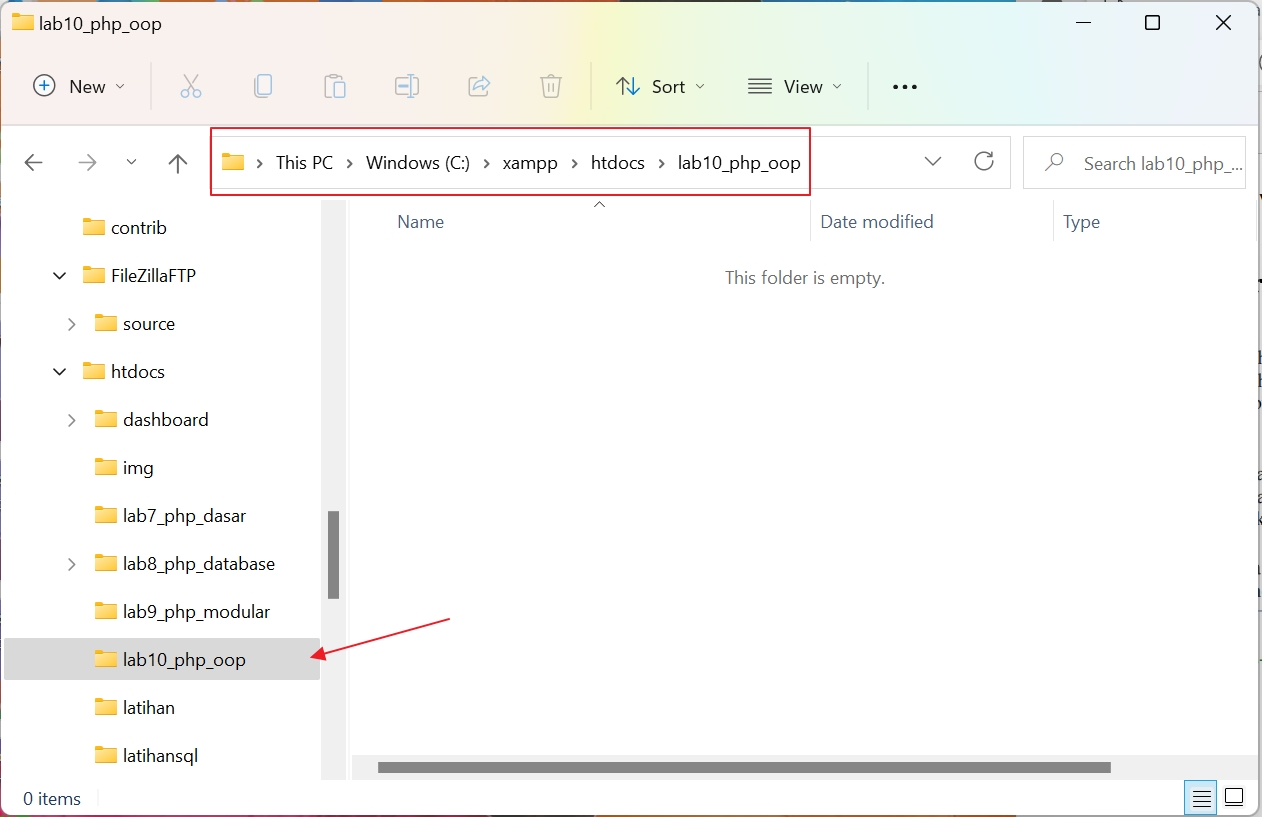 lab10_php_oop
New Sort View
This PC > Windows (C:) > xampp > htdocs > lab10_php_oop
Search lab10_php_...
Name Date modified Type
This folder is empty.
contrib
FileZillaFTP
source
htdocs
dashboard
img
lab7_php_dasar
lab8_php_database
lab9_php_modular
lab10_php_oop
latihan
latihansql
0 items